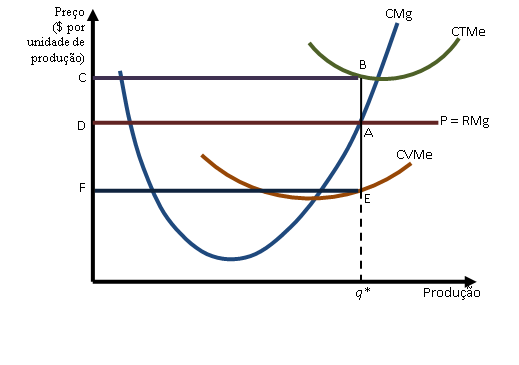 Preço
($ por
unidade de
produção)
CMg
CTMe
B
C
D
P = RMg
A
CVMe
F
E
q*
Produção